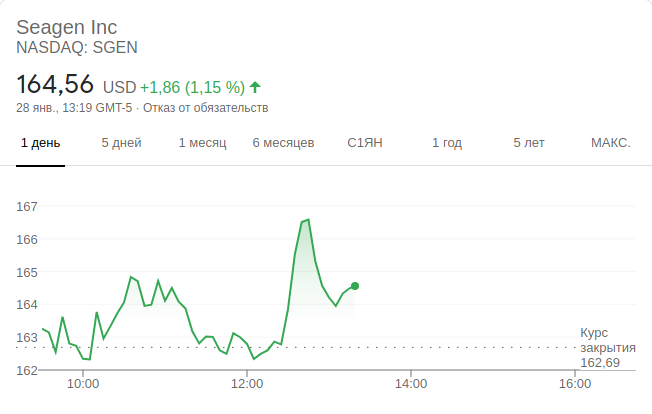 Seagen Inc
NASDAQ: SGEN
164,56 USD +1,86 (1,15 %)
28 янв., 13:19 GMT-5 · Отказ от обязательств
1 день 5 дней 1 месяц 6 месяцев С1ЯН 1 год 5 лет МАКС.
167
166
165
164
163
162
Курс
закрытия
162,69
10:00 12:00 14:00 16:00